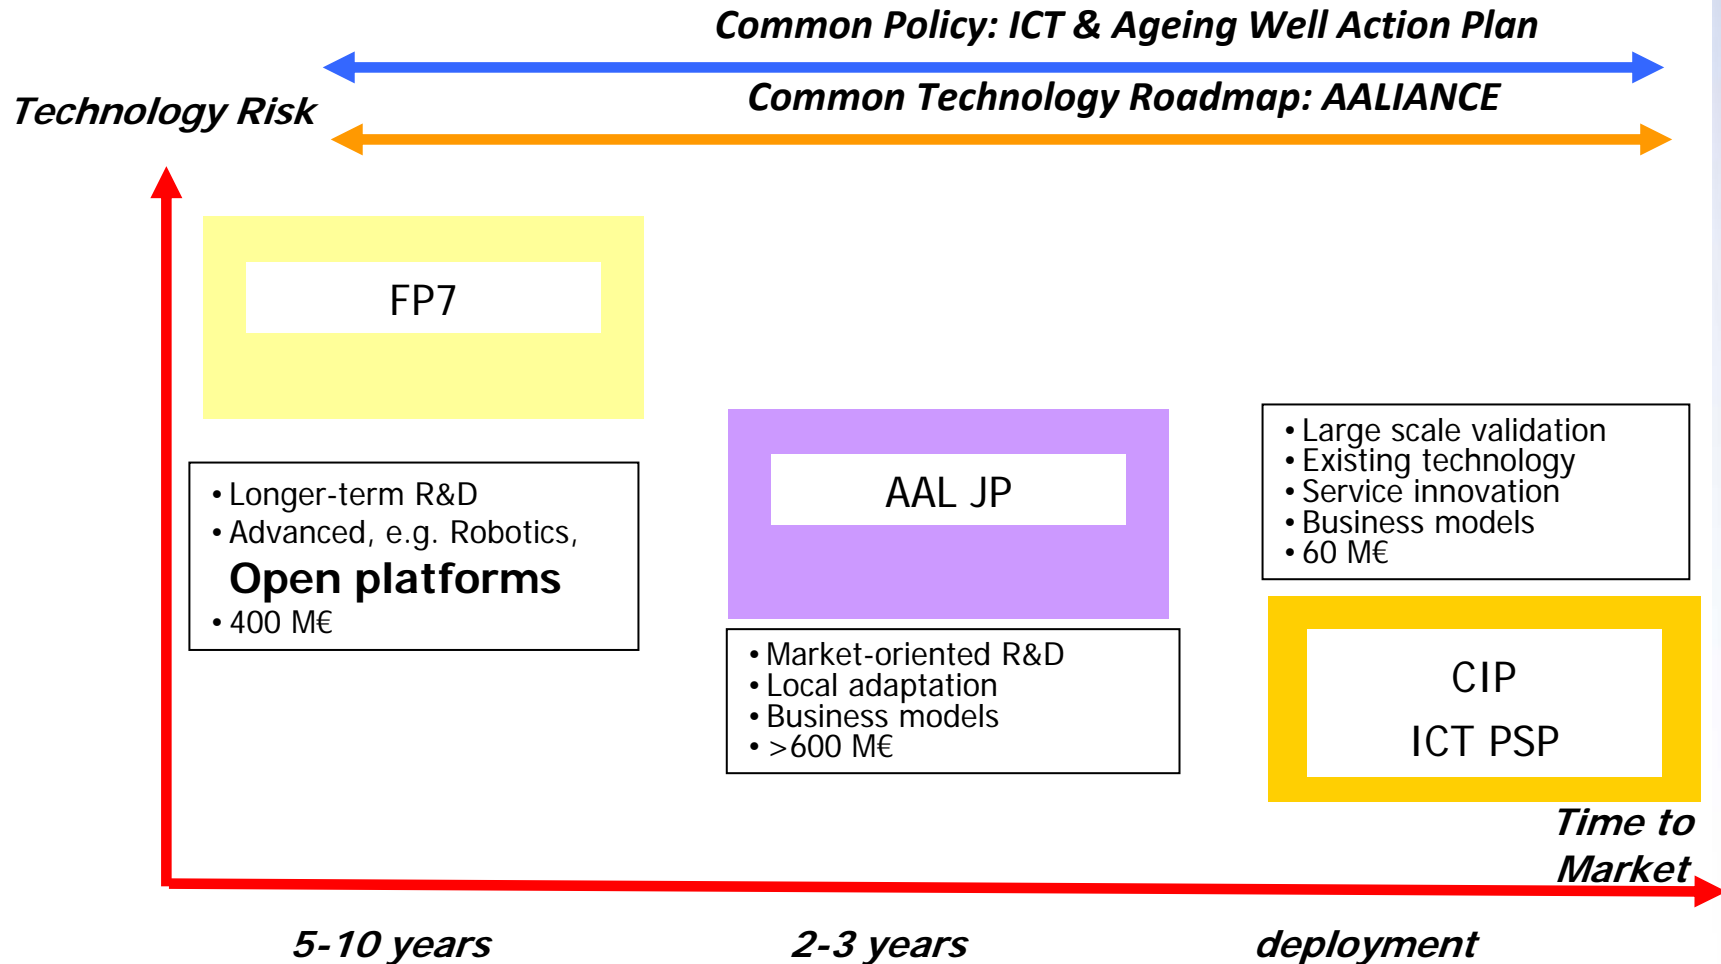 Common Policy: ICT & Ageing Well Action Plan
Common Technology Roadmap: AALIANCE
Technology Risk
FP7
• Longer-term R&D
• Advanced, e.g. Robotics,
Open platforms
• 400 M€
AAL JP
• Market-oriented R&D
• Local adaptation
• Business models
• >600 M€
• Large scale validation
• Existing technology
• Service innovation
• Business models
• 60 M€
CIP
ICT PSP
Time to
Market
5-10 years
2-3 years
deployment